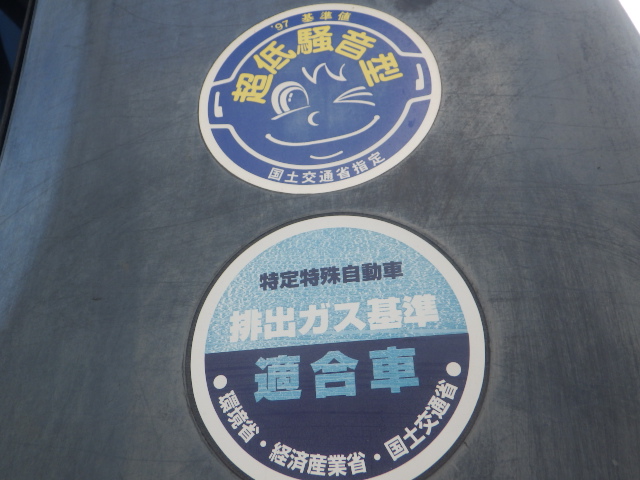 '97 基準値
超低騒音型
国土交通省指定
特定特殊自動車
排出ガス基準
適合車
●環境省・経済産業省・国土交通省●